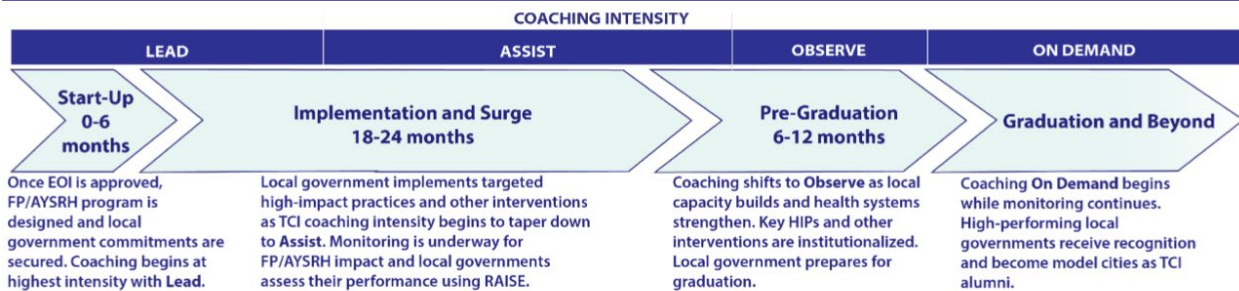 COACHING INTENSITY
LEAD
ASSIST
OBSERVE
ON DEMAND
Start-Up
0-6
months
Implementation and Surge
18-24 months
Pre-Graduation
6-12 months
Graduation and Beyond
Once EOI is approved,
FP/AYSRH program is
designed and local
government commitments are
secured. Coaching begins at
highest intensity with Lead.
Local government implements targeted
high-impact practices and other interventions
as TCI coaching intensity begins to taper down
to Assist. Monitoring is underway for
FP/AYSRH impact and local governments
assess their performance using RAISE.
Coaching shifts to Observe as local
capacity builds and health systems
strengthen. Key HIPs and other
interventions are institutionalized.
Local government prepares for
graduation.
Coaching On Demand begins
while monitoring continues.
High-performing local
governments receive recognition
and become model cities as TCI
alumni.